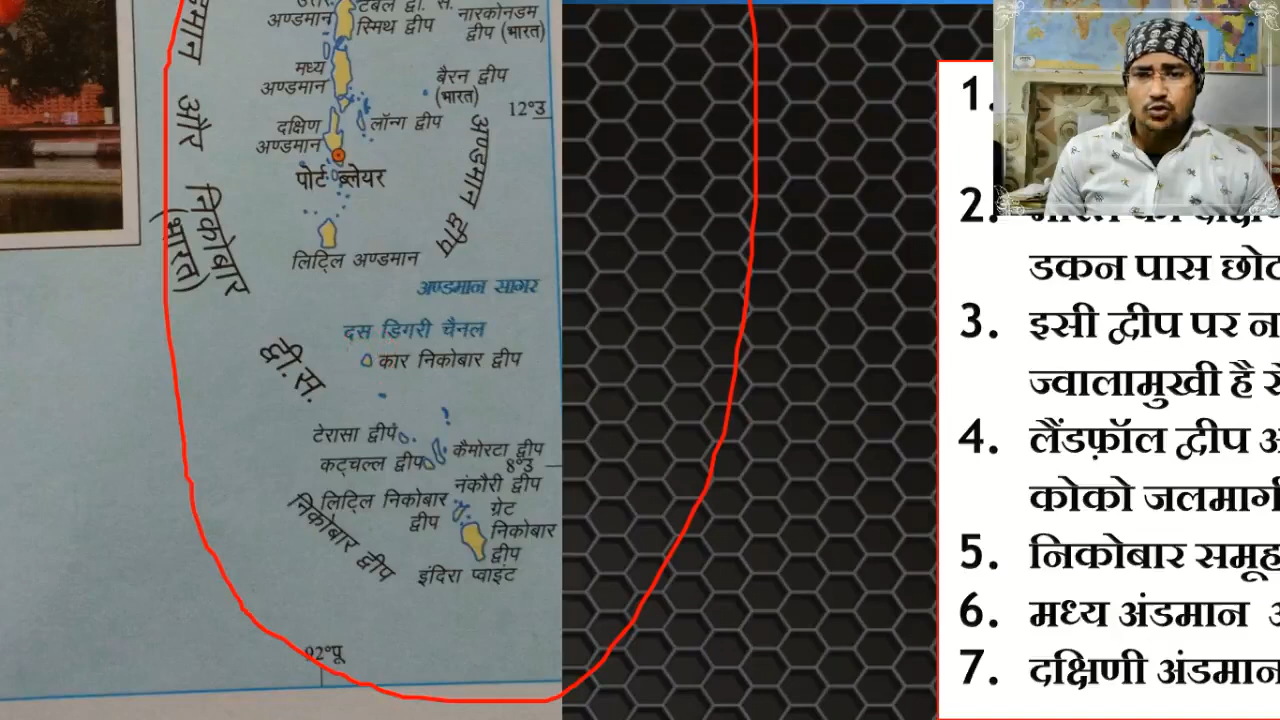 अण्डमान
टेबल द्वी. स.
स्मिथ द्वीप
नारकोनडम
द्वीप (भारत)
मध्य
अण्डमान
बैरन द्वीप
(भारत)
12°उ
दक्षिण
अण्डमान
लॉन्ग द्वीप
पोर्ट ब्लेयर
अण्डमान द्वीप
और निकोबार
(भारत)
लिट्लि अण्डमान
अण्डमान सागर
दस डिगरी चैनल
द्वी.स.
कार निकोबार द्वीप
टेरासा द्वीप
कट्चल्ल द्वीप
कैमोरटा द्वीप
8°उ
नंकौरी द्वीप
लिट्लि निकोबार
द्वीप
ग्रेट
निकोबार
द्वीप
निकोबार द्वीप
इंदिरा प्वाइंट
92°पू
1.
2.
डकन पास छोट
3. इसी द्वीप पर न
ज्वालामुखी है
4. लैंडफ़ॉल द्वीप
कोको जलमार्ग
5. निकोबार समूह
6. मध्य अंडमान
7. दक्षिणी अंडमान